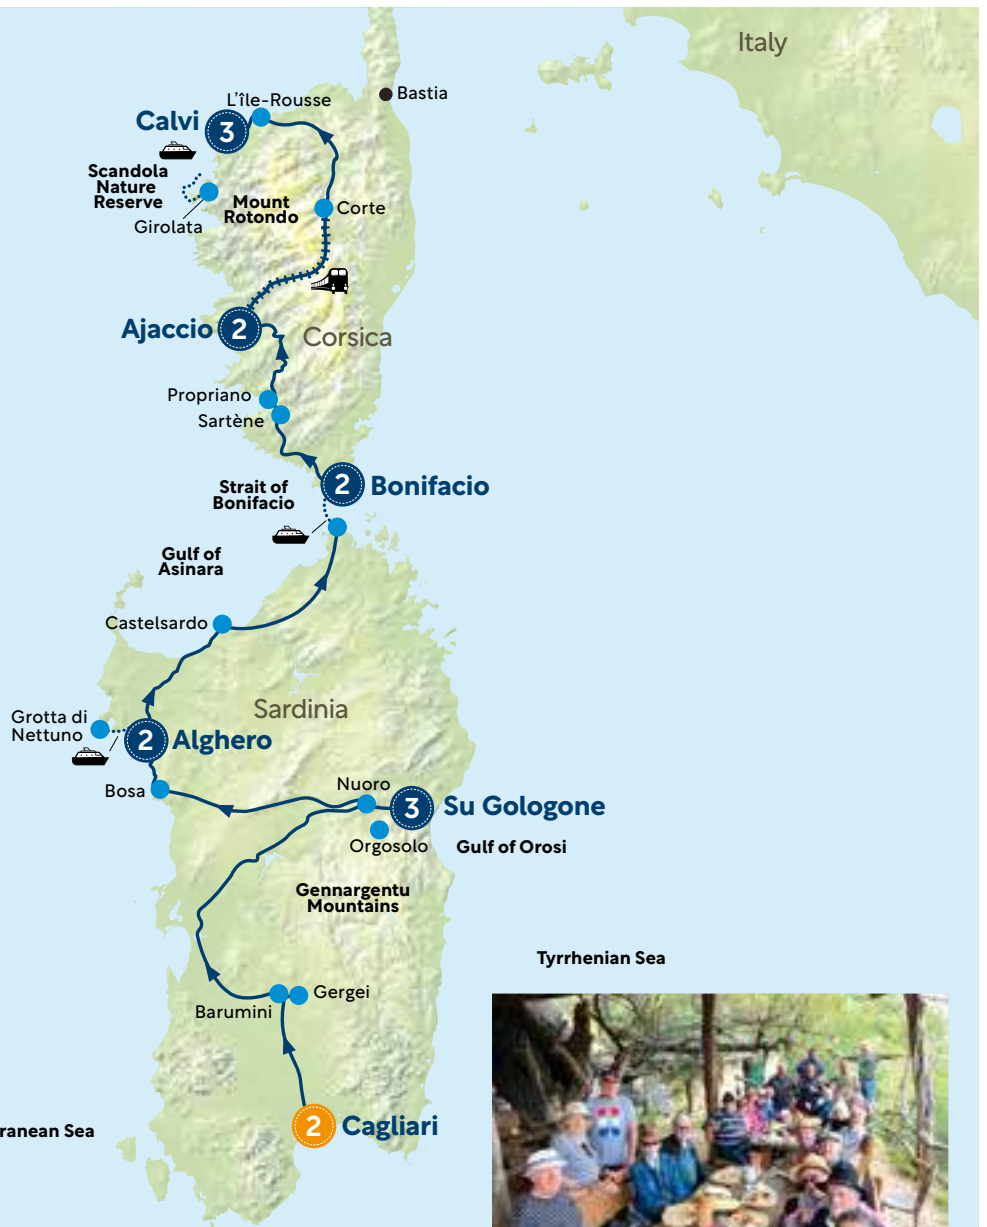 Italy
Bastia
L'île-Rousse
Calvi
3
Scandola
Nature
Reserve
Mount
Rotondo
Girolata
Corte
Ajaccio
2
Corsica
Propriano
Sartène
2
Bonifacio
Strait of
Bonifacio
Gulf of
Asinara
Castelsardo
Sardinia
Grotta di
Nettuno
2
Alghero
Bosa
Nuoro
3
Su Gologone
Orgosolo
Gulf of Orosi
Gennargentu
Mountains
Tyrrhenian Sea
Gergei
Barumini
2
Cagliari
ranean Sea